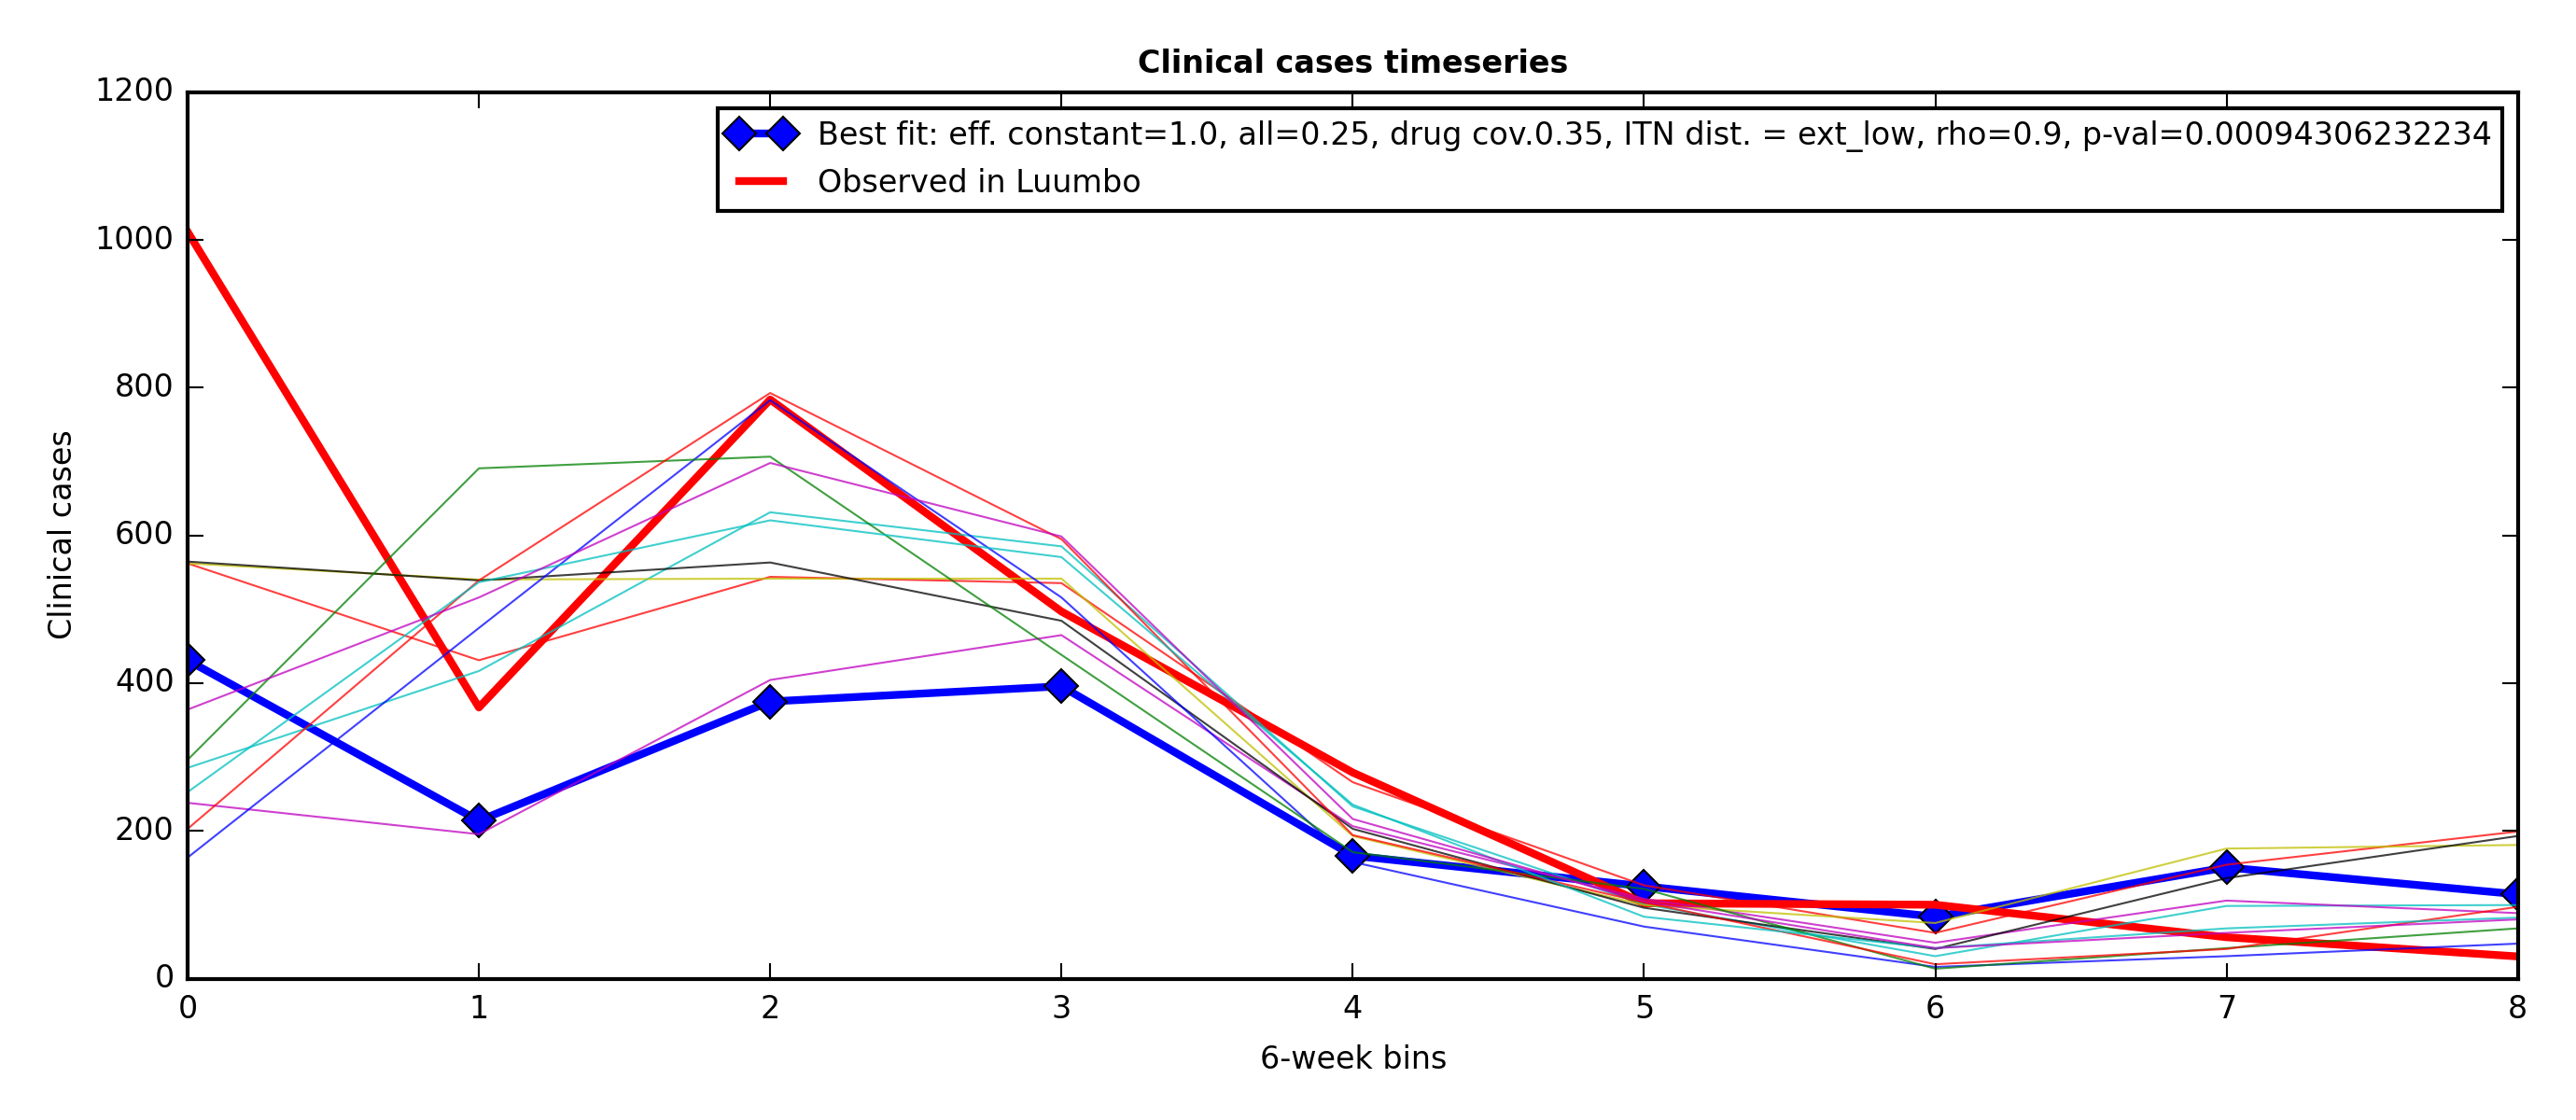 Clinical cases timeseries
1200
1000
800
600
400
200
0
Clinical cases
Best fit: eff. constant=1.0, all=0.25, drug cov.0.35, ITN dist. = ext_low, rho=0.9, p-val=0.00094306232234
Observed in Luumbo
0 1 2 3 4 5 6 7 8
6-week bins